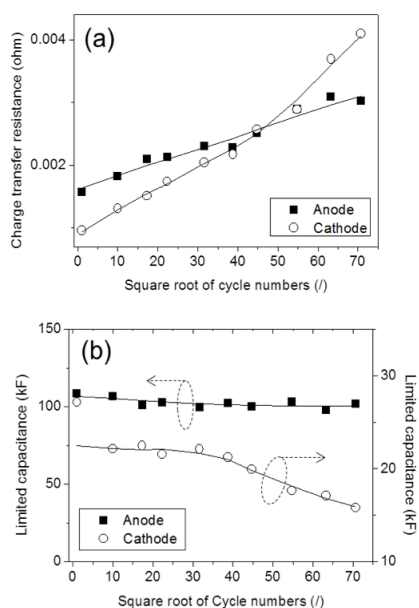 (a)
Charge transfer resistance (ohm)
0.004
0.002
Anode
Cathode
0 10 20 30 40 50 60 70
Square root of cycle numbers (/)
(b)
Limited capacitance (kF)
150
100
50
0
Limited capacitance (kF)
30
20
10
Anode
Cathode
0 10 20 30 40 50 60 70
Square root of Cycle numbers (/)